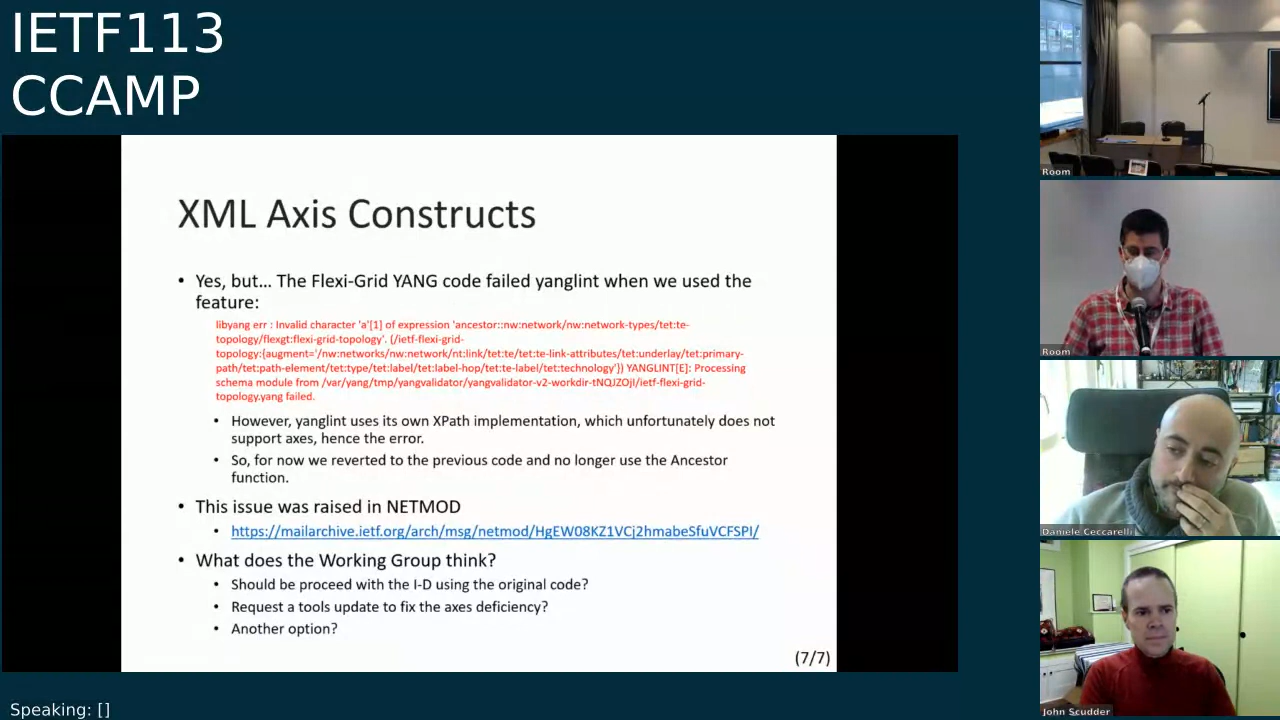 IETF113
CCAMP
XML Axis Constructs
• Yes, but... The Flexi-Grid YANG code failed yanglint when we used the
feature:
libyang err : Invalid character 'a'[1] of expression 'ancestor::nw:network/nw:network-types/tet:te-
topology/flexgt:flexi-grid-topology'. (/ietf-flexi-grid-
topology:{augment='/nw:networks/nw:network/nt:link/tet:te/tet:te-link-attributes/tet:underlay/tet:primary-
path/tet:path-element/tet:type/tet:label/tet:label-hop/tet:te-label/tet:technology'}) YANGLINT[E]: Processing
schema module from /var/yang/tmp/yangvalidator/yangvalidator-v2-workdir-tNQJZOjI/ietf-flexi-grid-
topology.yang failed.
• However, yanglint uses its own XPath implementation, which unfortunately does not
support axes, hence the error.
• So, for now we reverted to the previous code and no longer use the Ancestor
function.
• This issue was raised in NETMOD
• https://mailarchive.ietf.org/arch/msg/netmod/HgEW08KZ1VCj2hmabeSfuVCFSPI/
• What does the Working Group think?
• Should be proceed with the I-D using the original code?
• Request a tools update to fix the axes deficiency?
• Another option?
(7/7)
Speaking: []
Room
Room
Daniele Ceccarelli
John Scudder